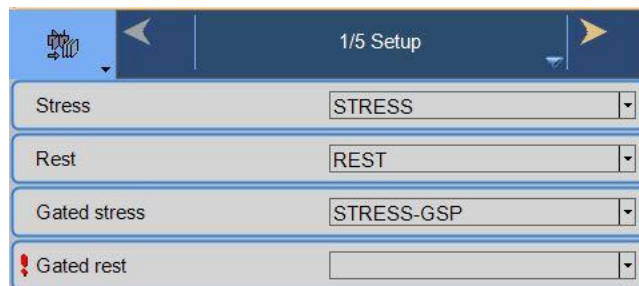 1/5 Setup
Stress STRESS
Rest REST
Gated stress STRESS-GSP
! Gated rest